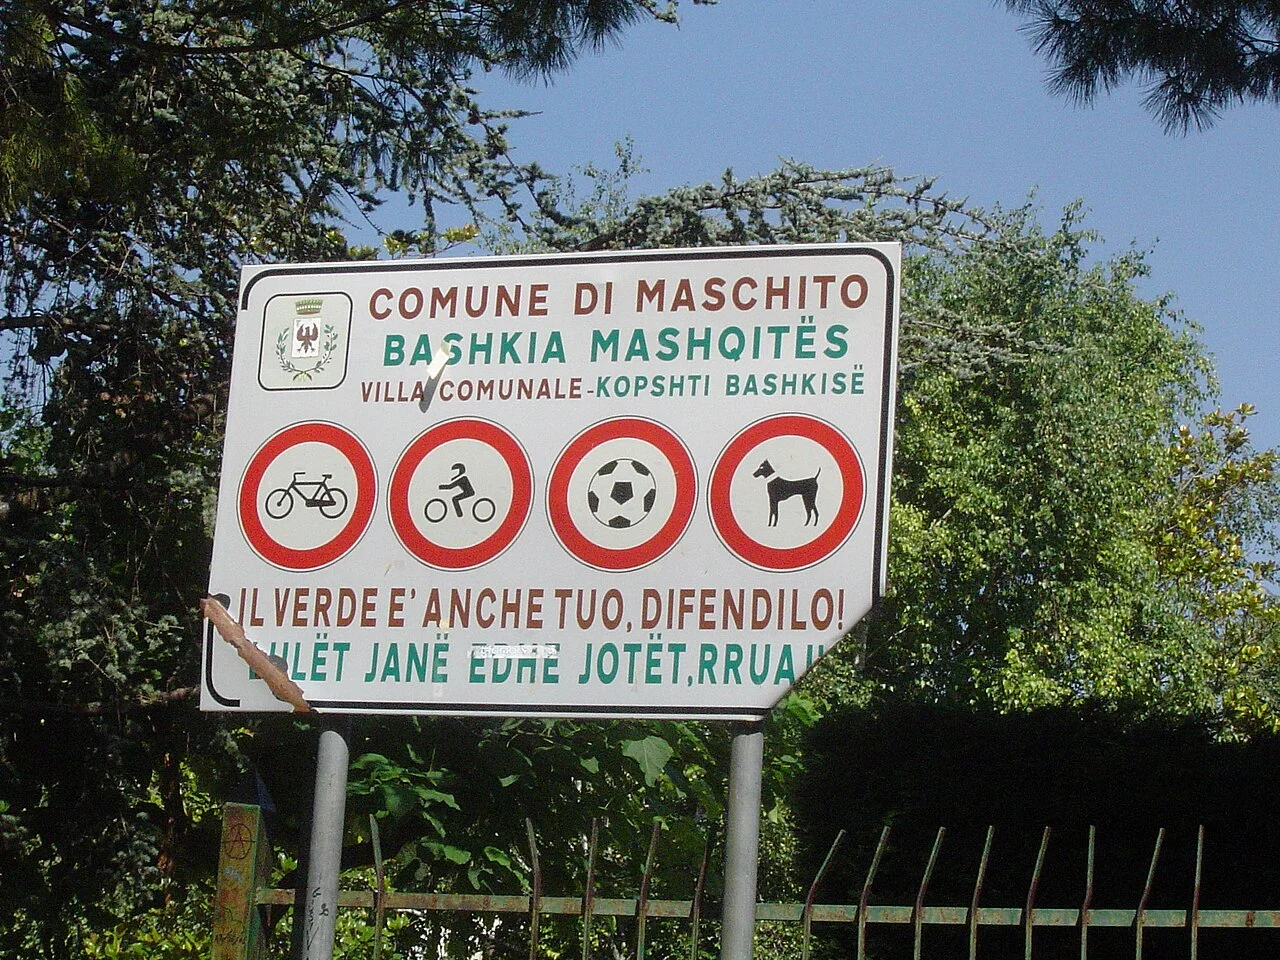 COMUNE DI MASCHITO
BASHKIA MASHQITËS
VILLA COMUNALE-KOPSHTI BASHKISË
IL VERDE E' ANCHE TUO, DIFENDILO!
JANË EDHE JOTËT,